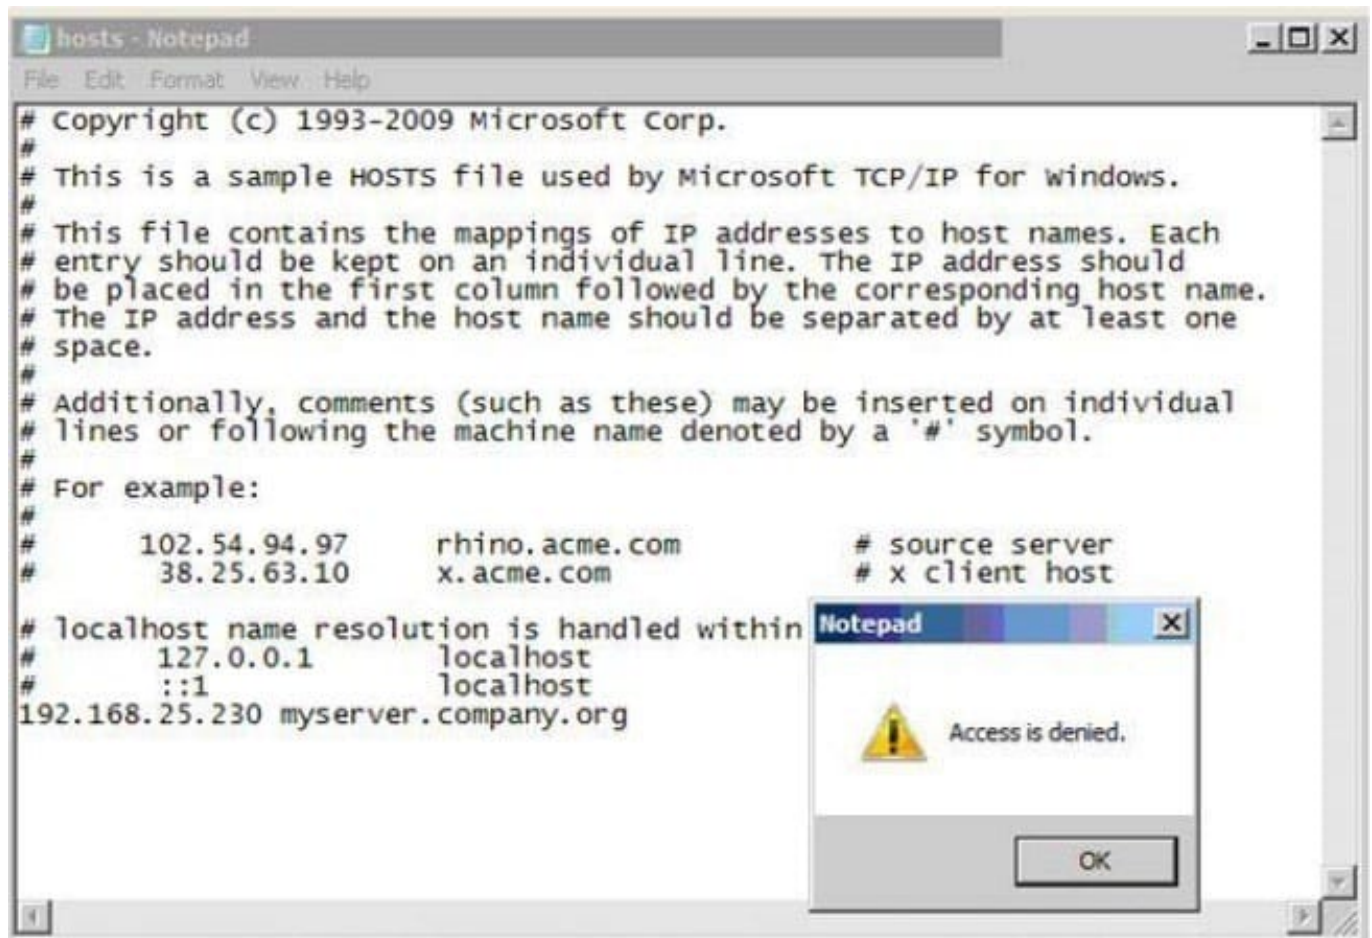 hosts - Notepad
File Edit Format View Help
# Copyright (c) 1993-2009 Microsoft Corp.
#
# This is a sample HOSTS file used by Microsoft TCP/IP for Windows.
#
# This file contains the mappings of IP addresses to host names. Each
# entry should be kept on an individual line. The IP address should
# be placed in the first column followed by the corresponding host name.
# The IP address and the host name should be separated by at least one
# space.
#
# Additionally, comments (such as these) may be inserted on individual
# lines or following the machine name denoted by a '#' symbol.
#
# For example:
#
# 102.54.94.97 rhino.acme.com # source server
# 38.25.63.10 x.acme.com # x client host
# localhost name resolution is handled within
# 127.0.0.1 localhost
# ::1 localhost
192.168.25.230 myserver.company.org
Notepad
Access is denied.
OK